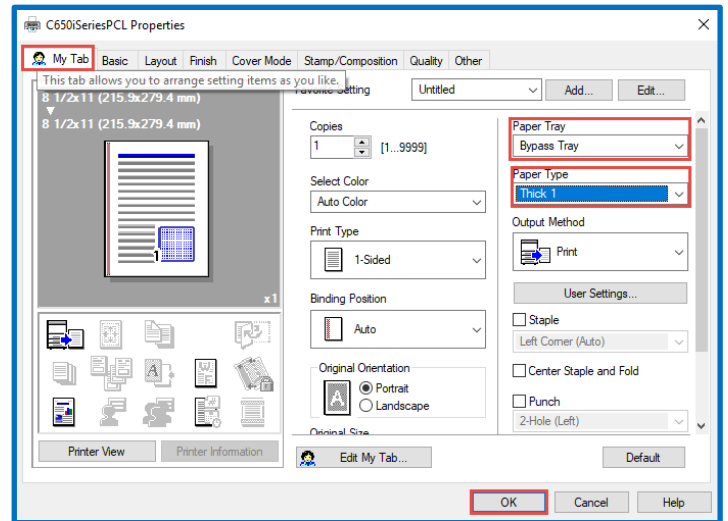 C650iSeriesPCL Properties
My Tab Basic Layout Finish Cover Mode Stamp/Composition Quality Other
This tab allows you to arrange setting items as you like.
Setting Untitled Add... Edit...
8 1/2x11 (215.9x279.4 mm)
8 1/2x11 (215.9x279.4 mm)
1
x1
Printer View Printer Information
Copies
1 [1...9999]
Select Color
Auto Color
Print Type
1-Sided
Binding Position
Auto
Original Orientation
A
Portrait
Landscape
Original Size
Paper Tray
Bypass Tray
Paper Type
Thick 1
Output Method
Print
User Settings...
Staple
Left Corner (Auto)
Center Staple and Fold
Punch
2-Hole (Left)
Edit My Tab... Default
OK Cancel Help